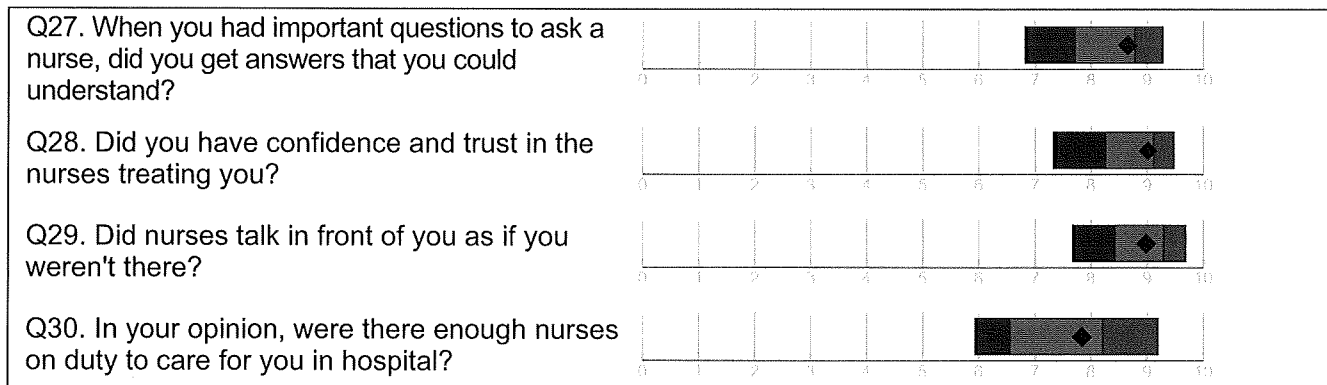 Q27. When you had important questions to ask a
nurse, did you get answers that you could
understand?
0 1 2 3 4 5 6 7 8 9 10
Q28. Did you have confidence and trust in the
nurses treating you?
0 1 2 3 4 5 6 7 8 9 10
Q29. Did nurses talk in front of you as if you
weren't there?
0 1 2 3 4 5 6 7 8 9 10
Q30. In your opinion, were there enough nurses
on duty to care for you in hospital?
0 1 2 3 4 5 6 7 8 9 10